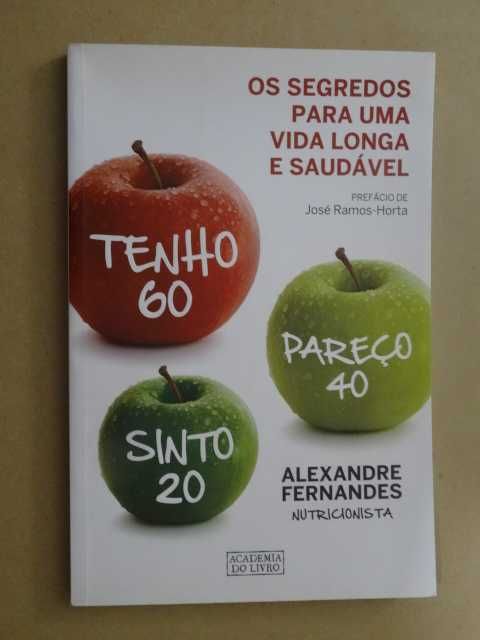 OS SEGREDOS
PARA UMA
VIDA LONGA
E SAUDÁVEL
PREFÁCIO DE
José Ramos-Horta
TENHO
60
PAREÇO
40
SINTO
20
ALEXANDRE
FERNANDES
NUTRICIONISTA
ACADEMIA
DO LIVRO